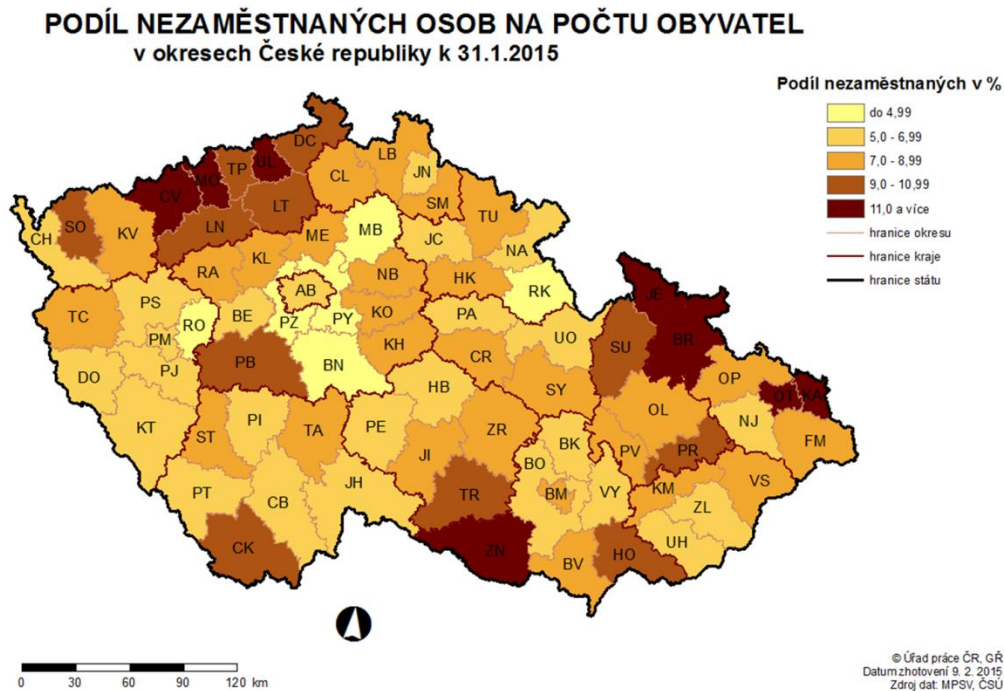 PODÍL NEZAMĚSTNANÝCH OSOB NA POČTU OBYVATEL
v okresech České republiky k 31.1.2015
Podíl nezaměstnaných v %
do 4,99
5,0 - 6,99
7,0 - 8,99
9,0 - 10,99
11,0 a více
hranice okresu
hranice kraje
hranice státu
DC
LB
UL
TP
MO
JN
CL
CV
LT
SM
TU
SO
LN
MB
KV
CH
ME
JC
NA
KL
RA
NB
HK
AB
RK
JE
PS
TC
RO
BE
PZ
PY
KO
PA
PM
UO
BR
KH
SU
PB
BN
CR
PJ
DO
OP
HB
SY
OT
KA
OL
KT
PI
PE
NJ
ST
TA
ZR
BK
FM
JI
PV
PR
BO
JH
PT
CB
TR
BM
VY
KM
VS
ZL
UH
CK
ZN
HO
BV
0 30 60 90 120 km
© Úřad práce ČR, GŘ
Datum zhotovení 9. 2. 2015
Zdroj dat: MPSV, ČSÚ